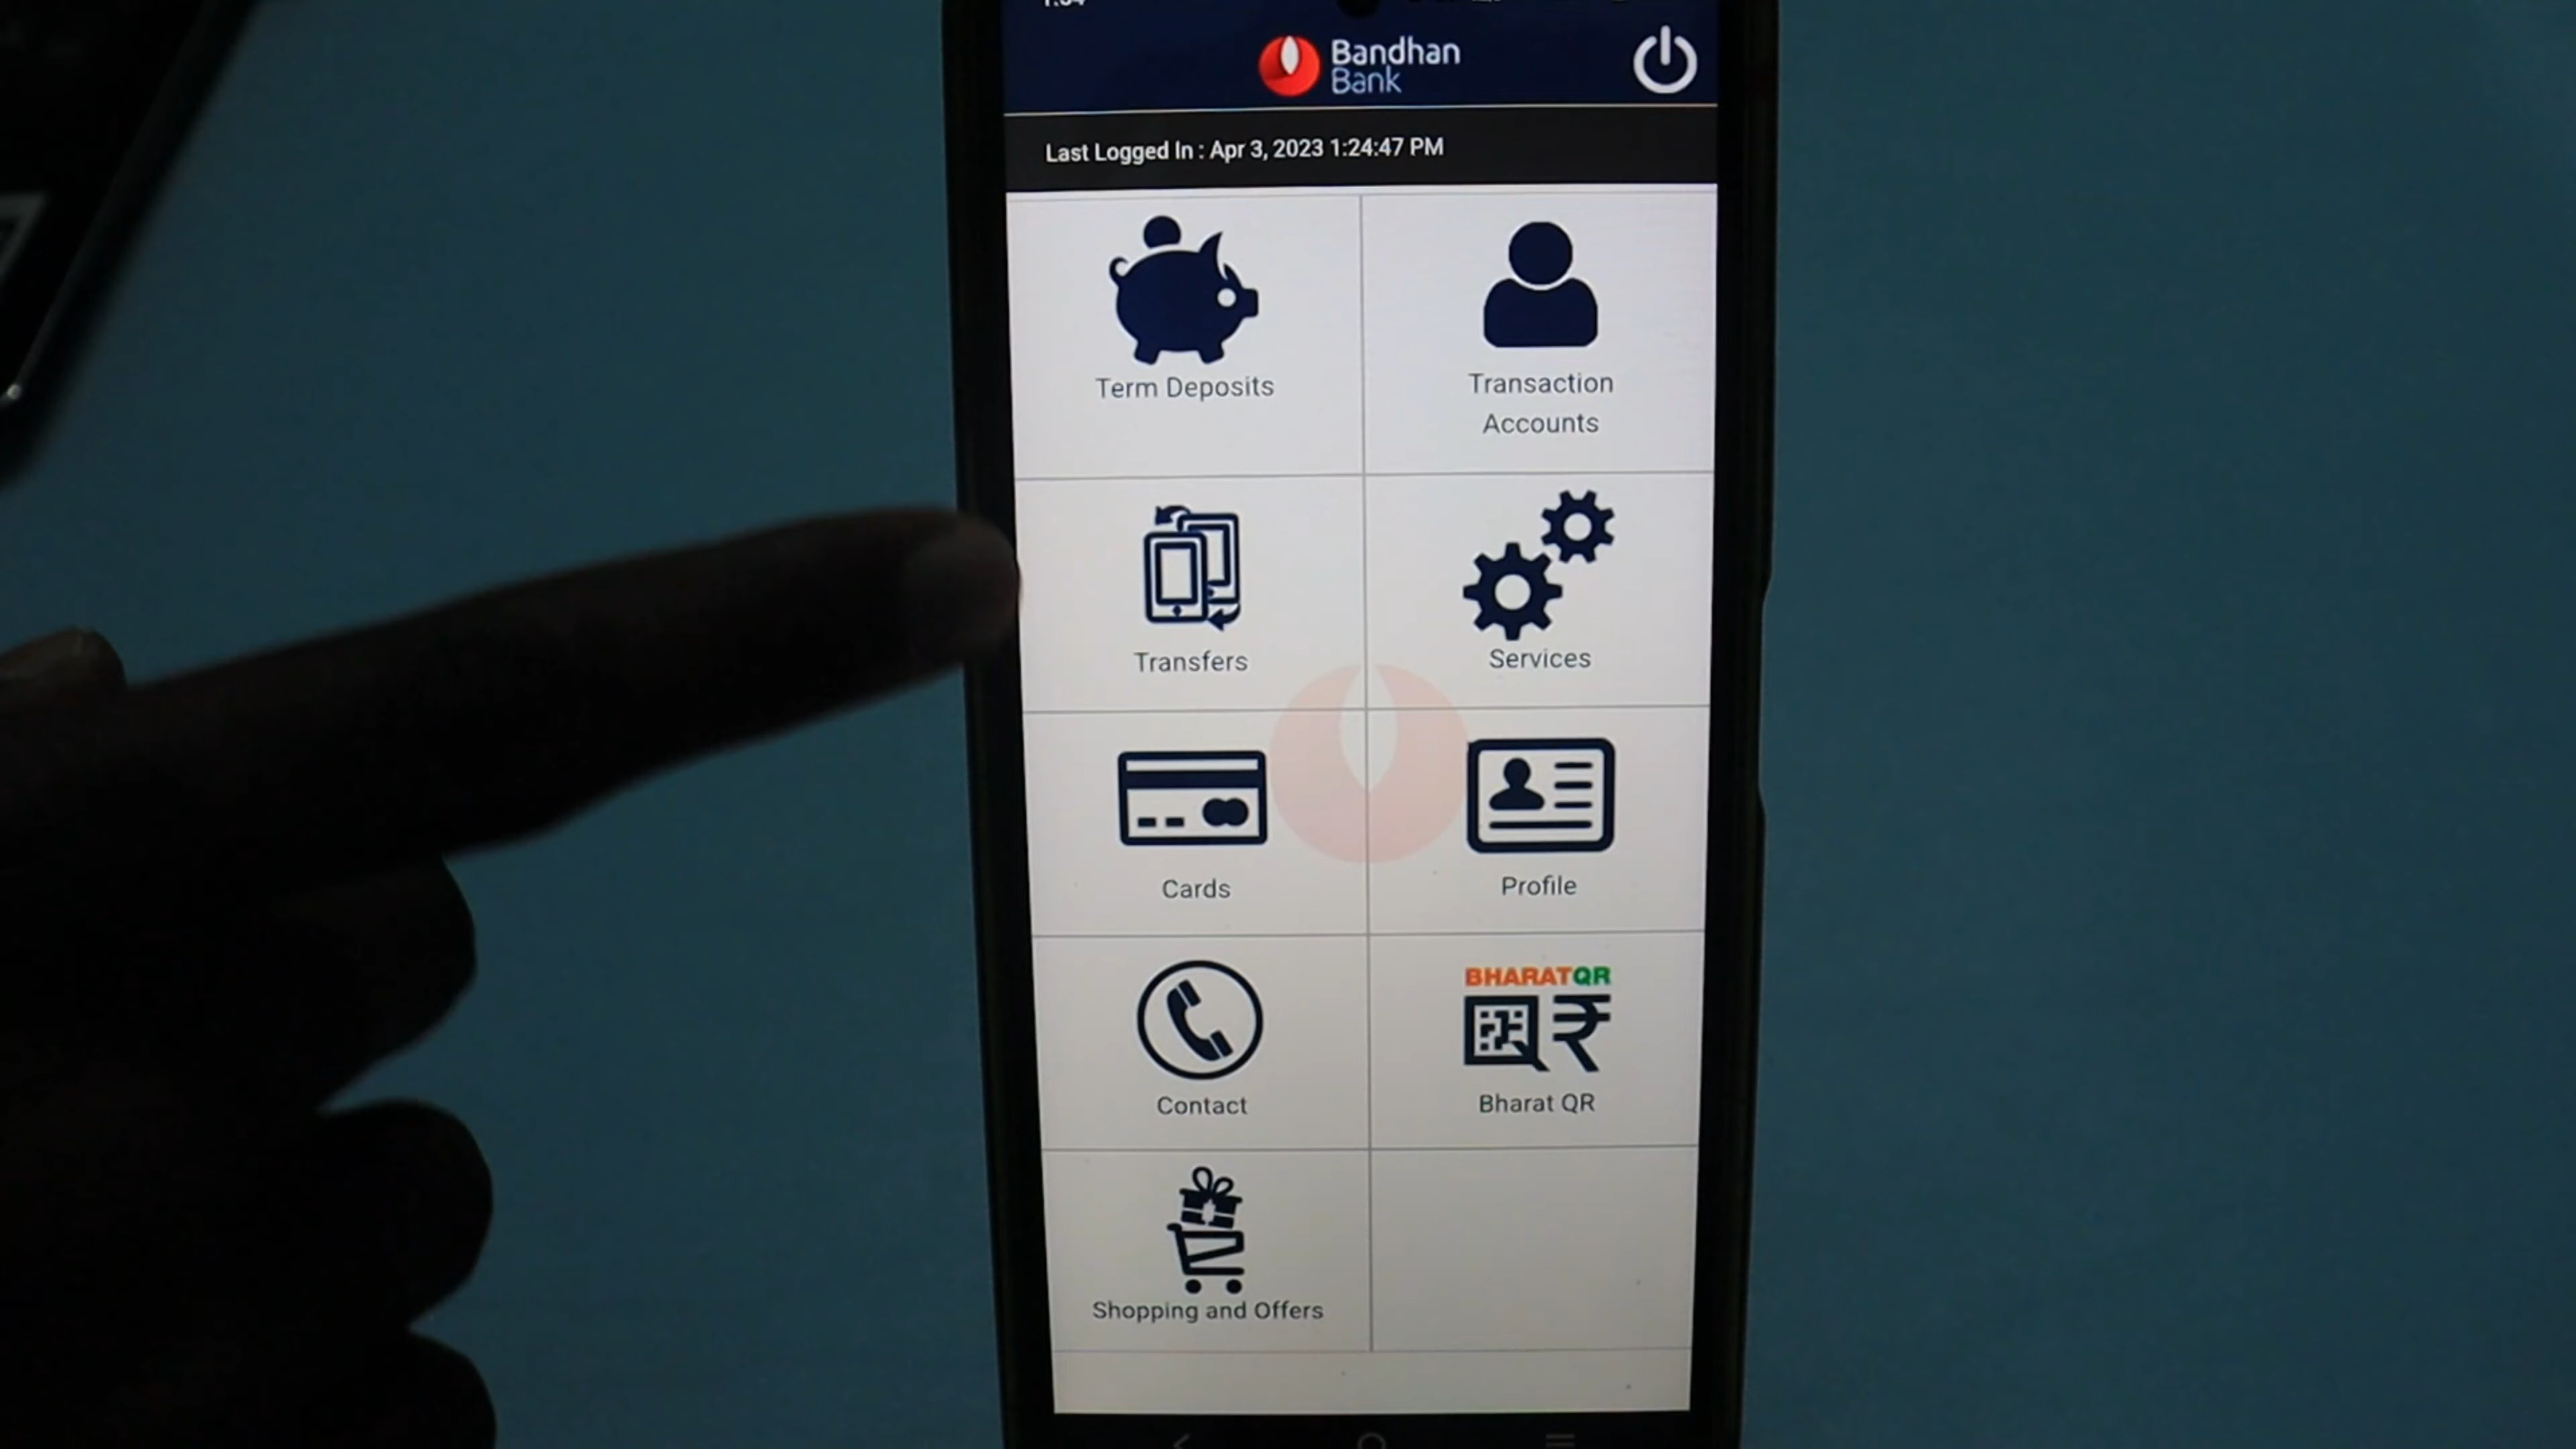 Bandhan
Bank
Last Logged In : Apr 3, 2023 1:24:47 PM
Term Deposits
Transaction
Accounts
Transfers
Services
Cards
Profile
BHARATQR
Contact
Bharat QR
Shopping and Offers